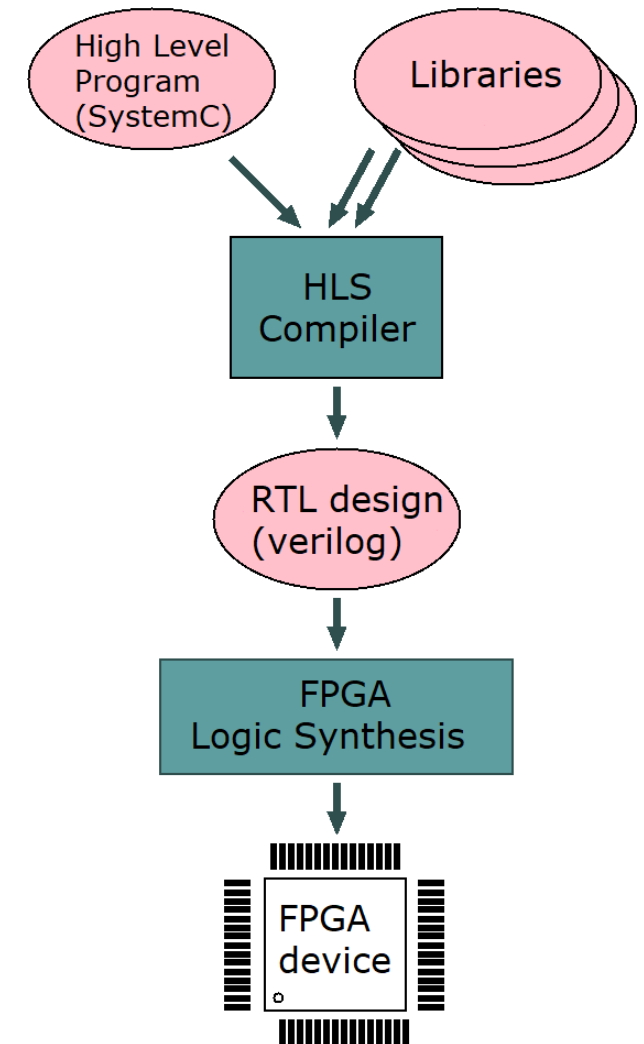 High Level
Program
(SystemC)
Libraries
HLS
Compiler
RTL design
(verilog)
FPGA
Logic Synthesis
FPGA
device